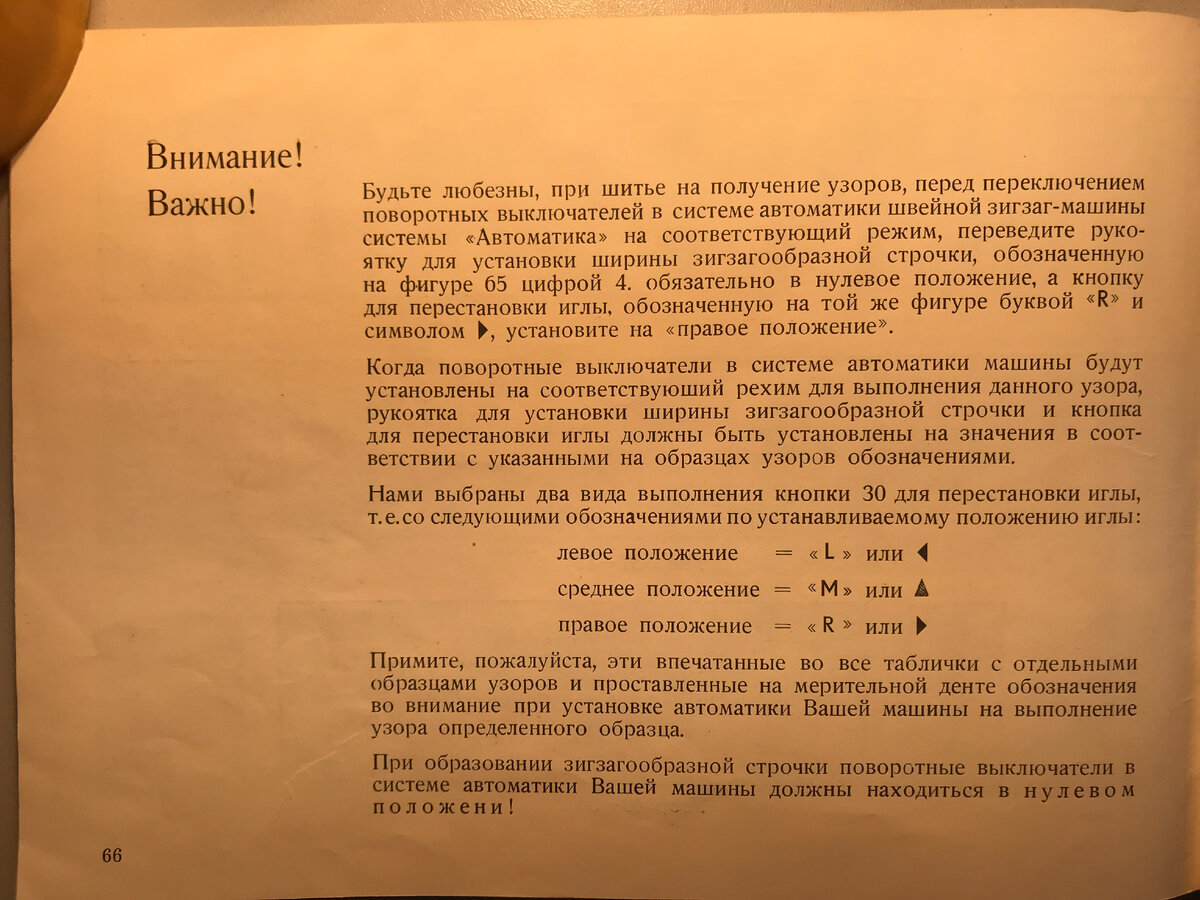 Внимание!
Важно!
Будьте любезны, при шитье на получение узоров, перед переключением
поворотных выключателей в системе автоматики швейной зигзаг-машины
системы «Автоматика» на соответствующий режим, переведите руко-
ятку для установки ширины зигзагообразной строчки, обозначенную
на фигуре 65 цифрой 4. обязательно в нулевое положение, а кнопку
для перестановки иглы, обозначенную на той же фигуре буквой «R» и
символом ▶, установите на «правое положение».
Когда поворотные выключатели в системе автоматики машины будут
установлены на соответствуюший рехим для выполнения данного узора,
рукоятка для установки ширины зигзагообразной строчки и кнопка
для перестановки иглы должны быть установлены на значения в соот-
ветствии с указанными на образцах узоров обозначениями.
Нами выбраны два вида выполнения кнопки 30 для перестановки иглы,
т.е.со следующими обозначениями по устанавливаемому положению иглы:
левое положение = «L» или ◀
среднее положение = «M» или ▲
правое положение = «R» или ▶
Примите, пожалуйста, эти впечатанные во все таблички с отдельными
образцами узоров и проставленные на мерительной денте обозначения
во внимание при установке автоматики Вашей машины на выполнение
узора определенного образца.
При образовании зигзагообразной строчки поворотные выключатели в
системе автоматики Вашей машины должны находиться в нулевом
положени!
66